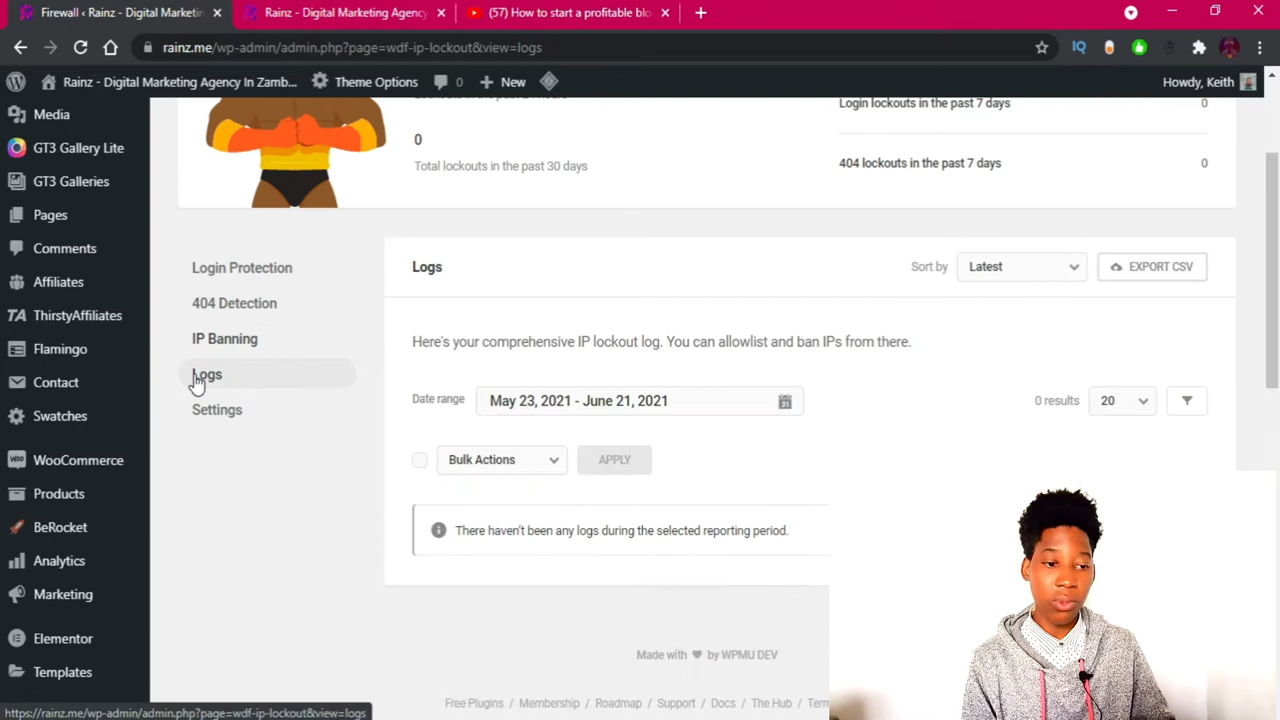 Firewall ‹ Rainz - Digital Marketin
Rainz - Digital Marketing Agency
(57) How to start a profitable blo
rainz.me/wp-admin/admin.php?page=wdf-ip-lockout&view=logs
Rainz - Digital Marketing Agency In Zamb...
Theme Options
0
New
Howdy, Keith
Media
GT3 Gallery Lite
GT3 Galleries
Pages
Comments
Affiliates
ThirstyAffiliates
Flamingo
Contact
Swatches
WooCommerce
Products
BeRocket
Analytics
Marketing
Elementor
Templates
0
Total lockouts in the past 30 days
Login lockouts in the past 7 days
0
404 lockouts in the past 7 days
0
Login Protection
404 Detection
IP Banning
Logs
Settings
Logs
Sort by
Latest
EXPORT CSV
Here's your comprehensive IP lockout log. You can allowlist and ban IPs from there.
Date range
May 23, 2021 - June 21, 2021
0 results
20
Bulk Actions
APPLY
There haven't been any logs during the selected reporting period.
Made with ♥ by WPMU DEV
Free Plugins / Membership / Roadmap / Support / Docs / The Hub /
https://rainz.me/wp-admin/admin.php?page=wdf-ip-lockout&view=logs